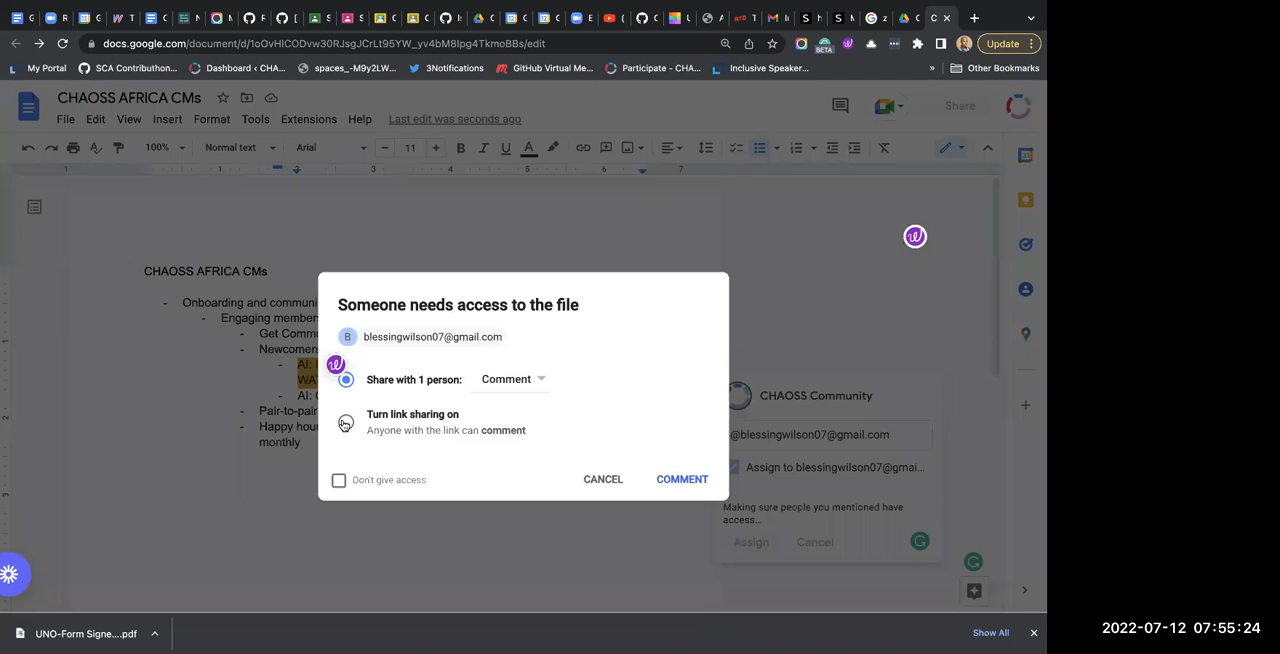 docs.google.com/document/d/1oOvHlCODvw30RJsgJCrLt95YW_yv4bM8Ipg4TkmoBBs/edit
BETA
Update
My Portal
SCA Contributhon...
Dashboard < CHA...
spaces_-M9y2LW...
3Notifications
GitHub Virtual Me...
Participate - CHA...
Inclusive Speaker...
»
Other Bookmarks
CHAOSS AFRICA CMs
Share
File Edit View Insert Format Tools Extensions Help Last edit was seconds ago
100% Normal text Arial 11
CHAOSS AFRICA CMs
- Onboarding and communi
- Engaging member
- Get Comm
- Newcomers
- AI:
WA
- AI:
- Pair-to-pair
- Happy hou
monthly
Someone needs access to the file
B blessingwilson07@gmail.com
Share with 1 person: Comment
Turn link sharing on
Anyone with the link can comment
Don't give access
CANCEL
COMMENT
CHAOSS Community
@blessingwilson07@gmail.com
Assign to blessingwilson07@gmai...
Making sure people you mentioned have
access...
Assign Cancel
UNO-Form Signe....pdf
Show All
2022-07-12 07:55:24